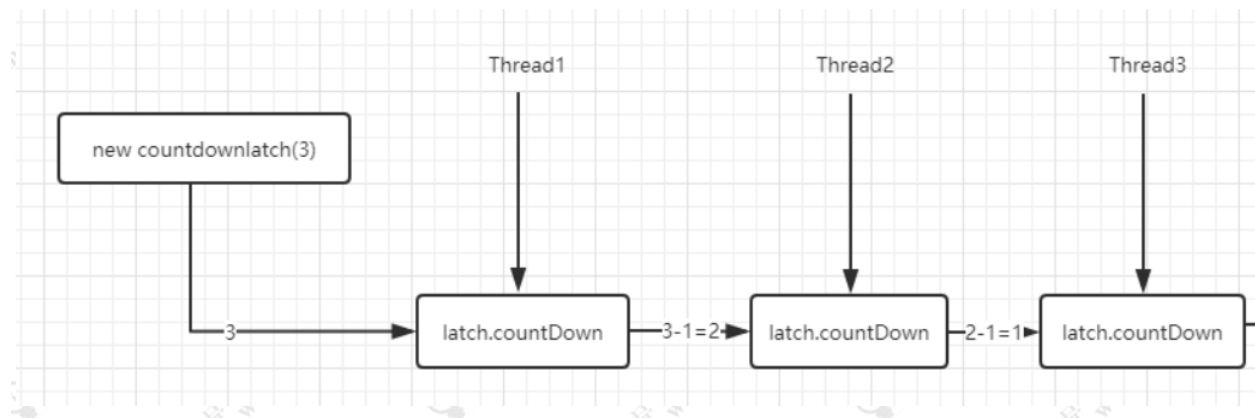 Thread1
Thread2
Thread3
new countdownlatch(3)
3
latch.countDown
3-1=2
latch.countDown
2-1=1
latch.countDown